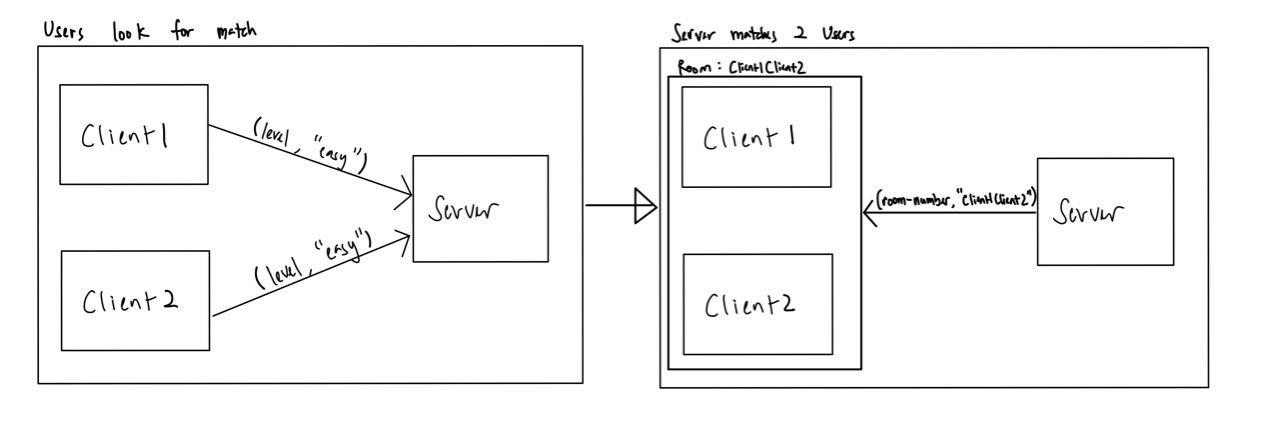 Users look for match
Client1
(level, "easy")
Server
(level, "easy")
Client2
Server matches 2 Users
Room: Client1Client2
Client1
(room-number, "Client1Client2")
Server
Client2